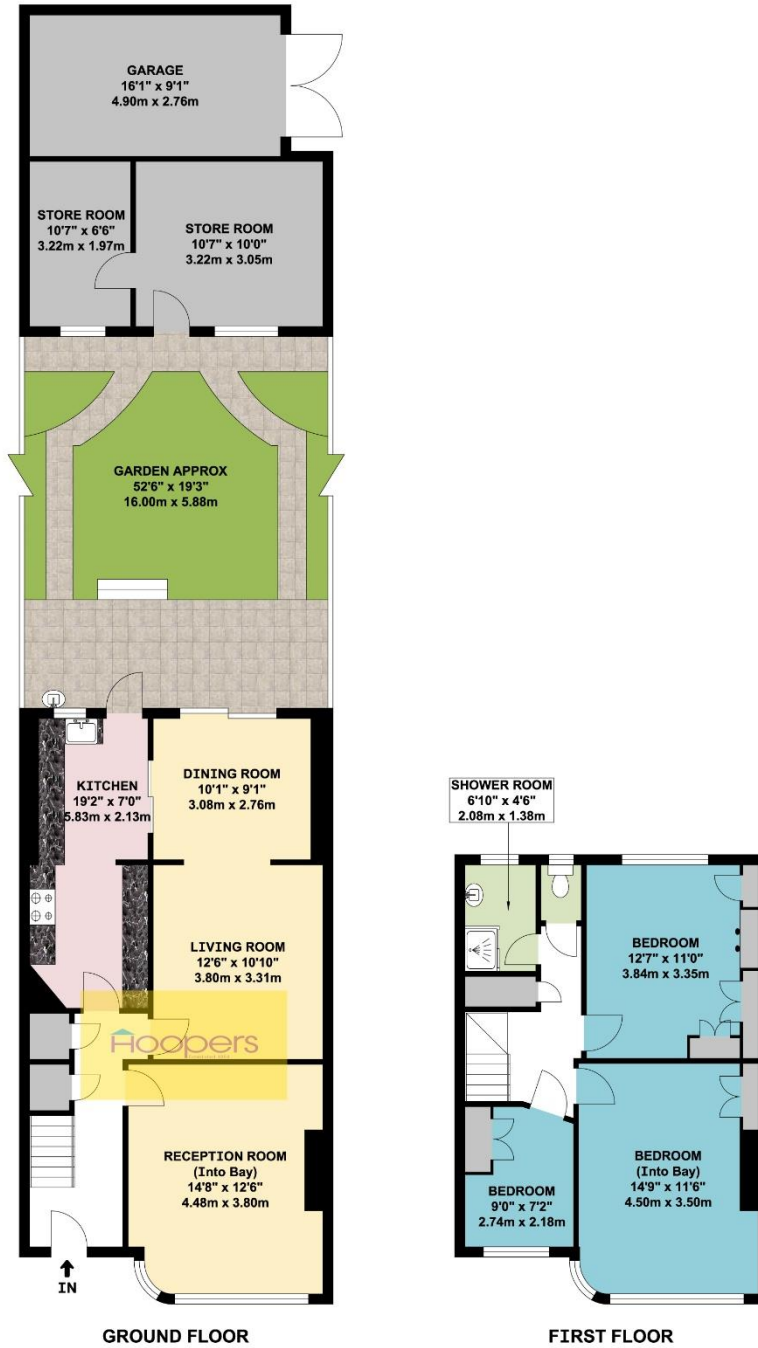 GARAGE
16'1" x 9'1"
4.90m x 2.76m
STORE ROOM
10'7" x 6'6"
3.22m x 1.97m
STORE ROOM
10'7" x 10'0"
3.22m x 3.05m
GARDEN APPROX
52'6" x 19'3"
16.00m x 5.88m
KITCHEN
19'2" x 7'0"
5.83m x 2.13m
DINING ROOM
10'1" x 9'1"
3.08m x 2.76m
LIVING ROOM
12'6" x 10'10"
3.80m x 3.31m
Hoopers
RECEPTION ROOM
(Into Bay)
14'8" x 12'6"
4.48m x 3.80m
IN
GROUND FLOOR
SHOWER ROOM
6'10" x 4'6"
2.08m x 1.38m
BEDROOM
12'7" x 11'0"
3.84m x 3.35m
BEDROOM
9'0" x 7'2"
2.74m x 2.18m
BEDROOM
(Into Bay)
14'9" x 11'6"
4.50m x 3.50m
FIRST FLOOR